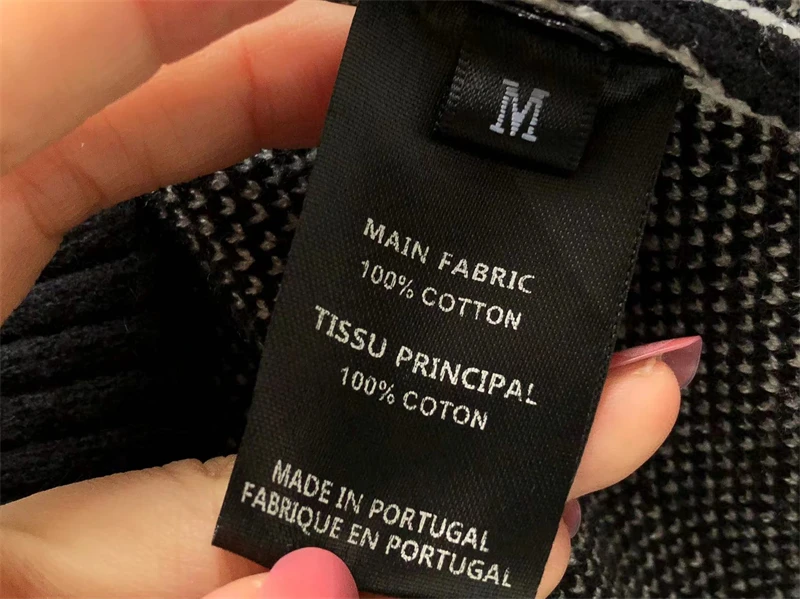 M
MAIN FABRIC
100% COTTON
TISSU PRINCIPAL
100% COTON
MADE IN PORTUGAL
FABRIQUE EN PORTUGAL